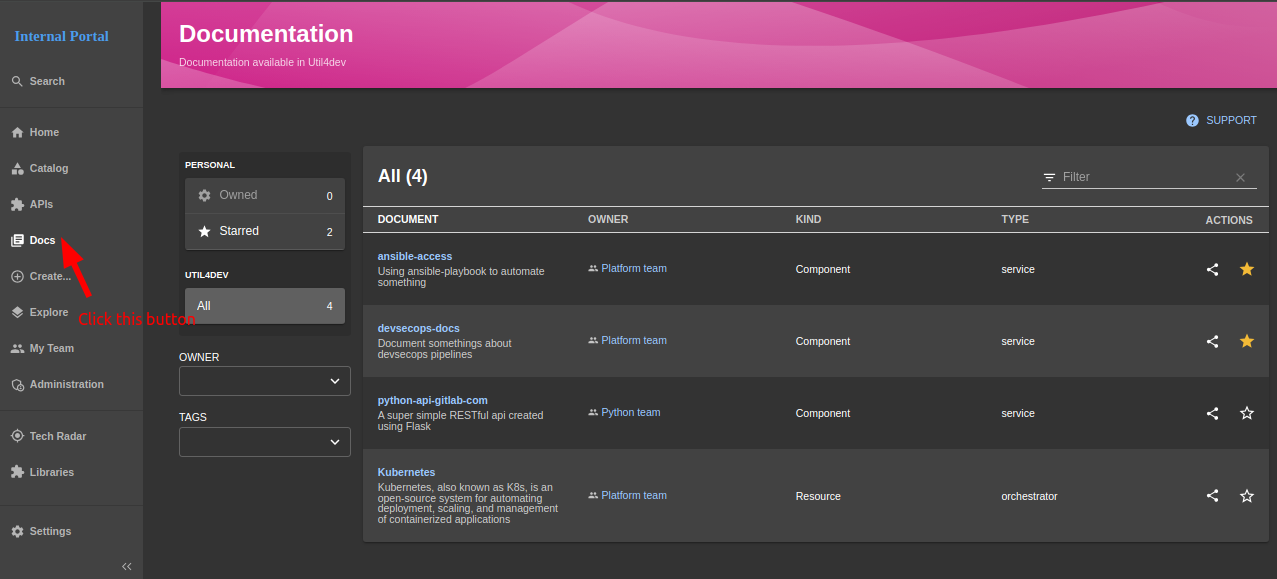 Internal Portal
Search
Home
Catalog
APIs
Docs
Create...
Explore
My Team
Administration
Tech Radar
Libraries
Settings
Click this button
Documentation
Documentation available in Util4dev
SUPPORT
PERSONAL
Owned 0
Starred 2
UTIL4DEV
All 4
OWNER
TAGS
All (4)
Filter
DOCUMENT OWNER KIND TYPE ACTIONS
ansible-access
Using ansible-playbook to automate
something
Platform team Component service
devsecops-docs
Document somethings about
devsecops pipelines
Platform team Component service
python-api-gitlab-com
A super simple RESTful api created
using Flask
Python team Component service
Kubernetes
Kubernetes, also known as K8s, is an
open-source system for automating
deployment, scaling, and management
of containerized applications
Platform team Resource orchestrator